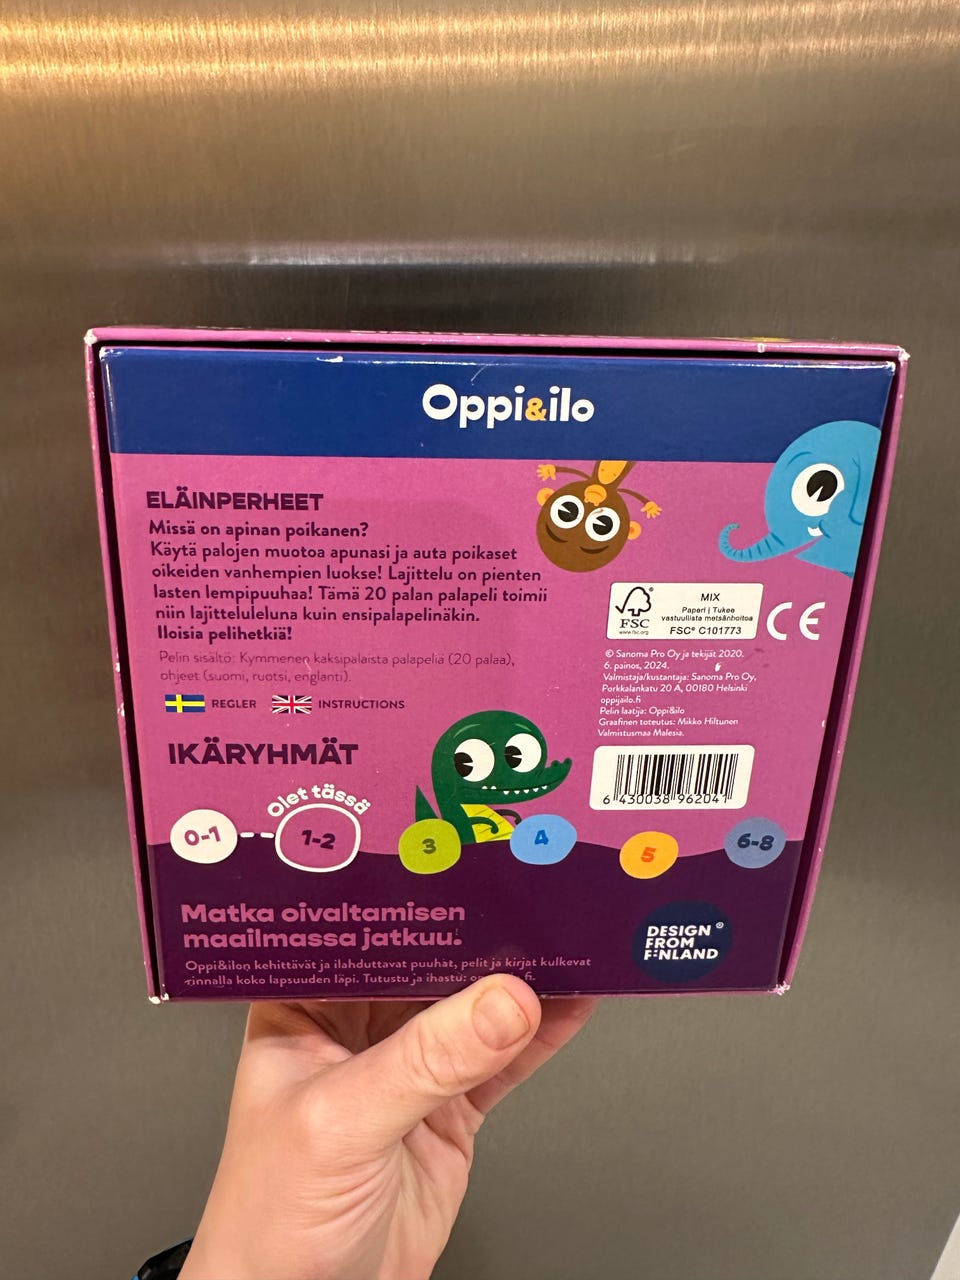 Oppi&ilo
ELÄINPERHEET
Missä on apinan poikanen?
Käytä palojen muotoa apunasi ja auta poikaset
oikeiden vanhempien luokse! Lajittelu on pienten
lasten lempipuuhaa! Tämä 20 palan palapeli toimii
niin lajitteluleluna kuin ensipalapelinäkin.
Iloisia pelihetkiä!
Pelin sisältö: Kymmenen kaksipalaista palapeliä (20 palaa),
ohjeet (suomi, ruotsi, englanti).
REGLER INSTRUCTIONS
FSC
www.fsc.org
MIX
Paperi | Tukee
vastuullista metsänhoitoa
FSC® C101773
CE
© Sanoma Pro Oy ja tekijät 2020.
6. painos, 2024.
Valmistaja/kustantaja: Sanoma Pro Oy,
Porkkalankatu 20 A, 00180 Helsinki
oppijailo.fi
Pelin laatija: Oppi&ilo
Graafinen toteutus: Mikko Hiltunen
Valmistusmaa Malesia.
6 430038 962041
IKÄRYHMÄT
Olet tässä
0-1 1-2 3 4 5 6-8
Matka oivaltamisen
maailmassa jatkuu!
Oppi&ilon kehittävät ja ilahduttavat puuhat, pelit ja kirjat kulkevat
rinnalla koko lapsuuden läpi. Tutustu ja ihastu:
DESIGN ®
FROM
FINLAND